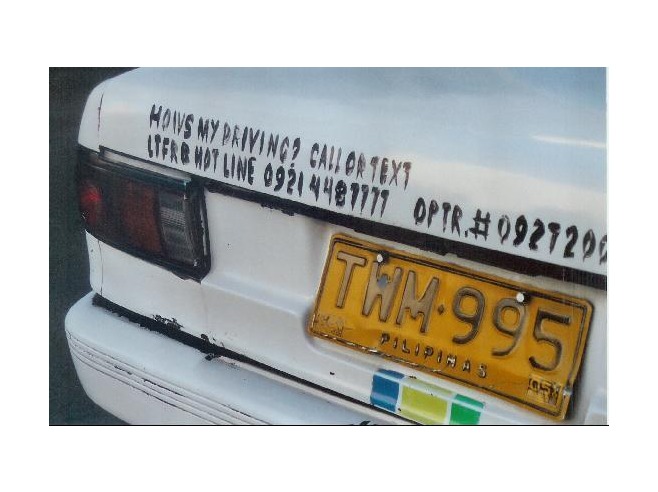 HOWS MY DRIVING? CALL OR TEXT
LTFRB HOT LINE 0921 4487777 OPTR.# 0927200
TWM·995
PILIPINAS